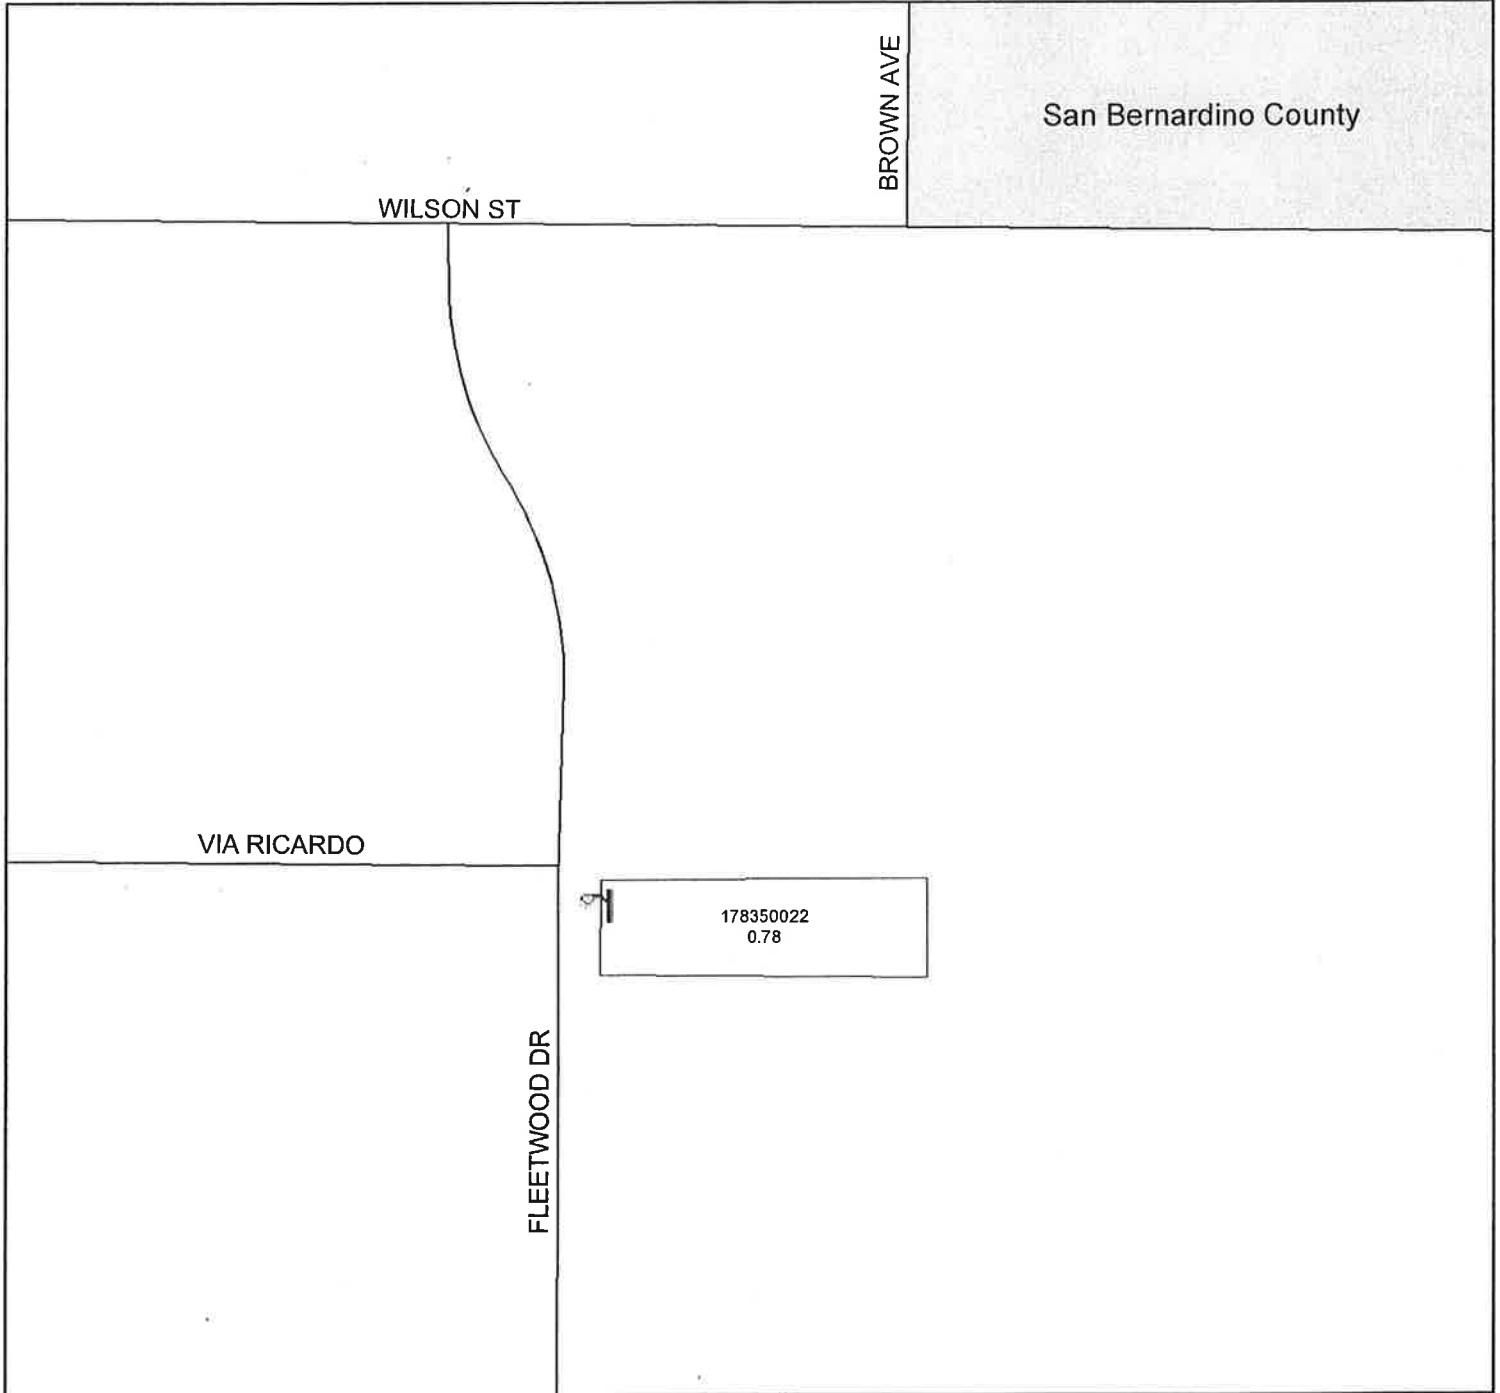 BROWN AVE
San Bernardino County
WILSON ST
VIA RICARDO
178350022
0.78
FLEETWOOD DR